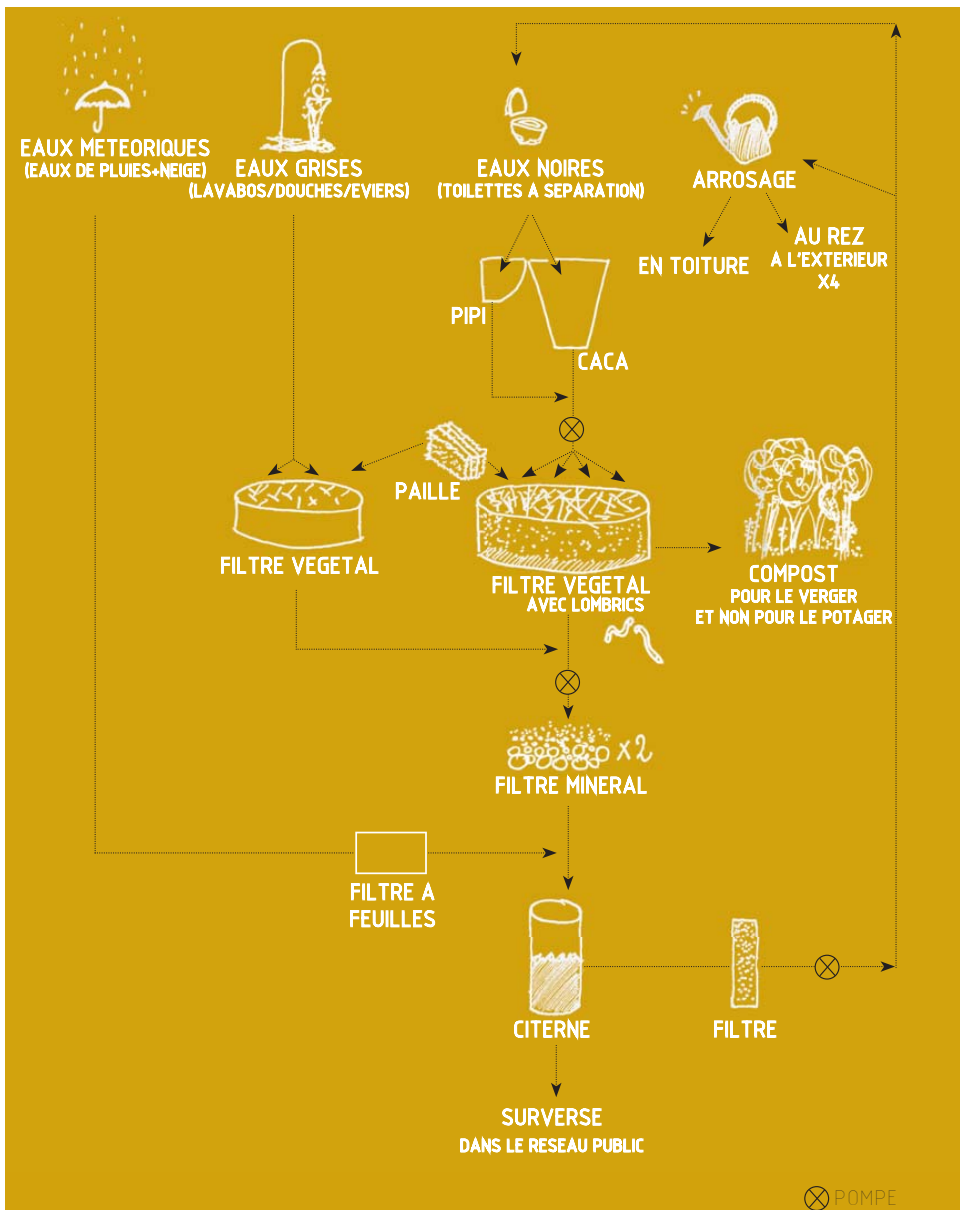 EAUX METEORIQUES
(EAUX DE PLUIES+NEIGE)
EAUX GRISES
(LAVABOS/DOUCHES/EVIERS)
EAUX NOIRES
(TOILETTES A SEPARATION)
ARROSAGE
EN TOITURE
AU REZ
A L'EXTERIEUR
X4
PIPI
CACA
PAILLE
FILTRE VEGETAL
FILTRE VEGETAL
AVEC LOMBRICS
COMPOST
POUR LE VERGER
ET NON POUR LE POTAGER
X2
FILTRE MINERAL
FILTRE A
FEUILLES
CITERNE
FILTRE
SURVERSE
DANS LE RESEAU PUBLIC
POMPE